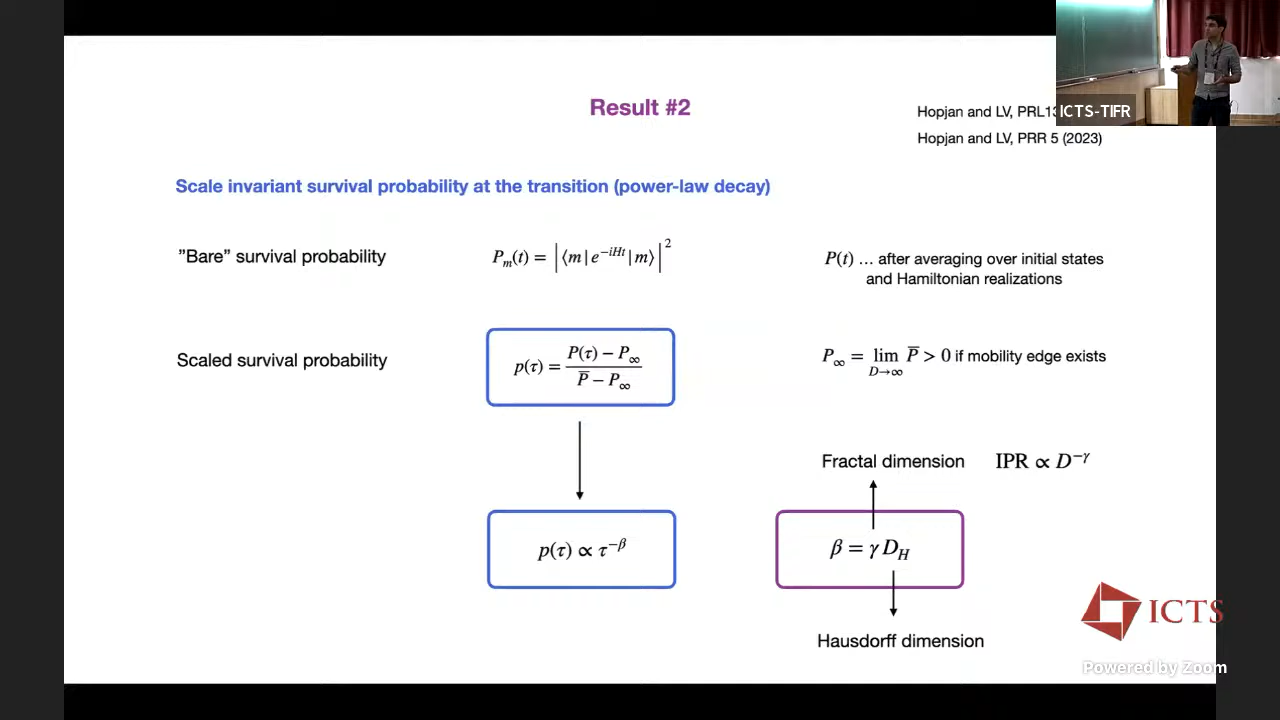 Result #2
Hopjan and LV, PRL
Hopjan and LV, PRR 5 (2023)
ICTS-TIFR
Scale invariant survival probability at the transition (power-law decay)
”Bare” survival probability
P_m(t) = |⟨m|e^{-iHt}|m⟩|^2
P(t) ... after averaging over initial states
and Hamiltonian realizations
Scaled survival probability
p(τ) = (P(τ) − P_∞) / (P̅ − P_∞)
P_∞ = lim_{D→∞} P̅ > 0 if mobility edge exists
Fractal dimension IPR ∝ D^{-γ}
p(τ) ∝ τ^{-β}
β = γ D_H
Hausdorff dimension
ICTS
Powered by Zoom